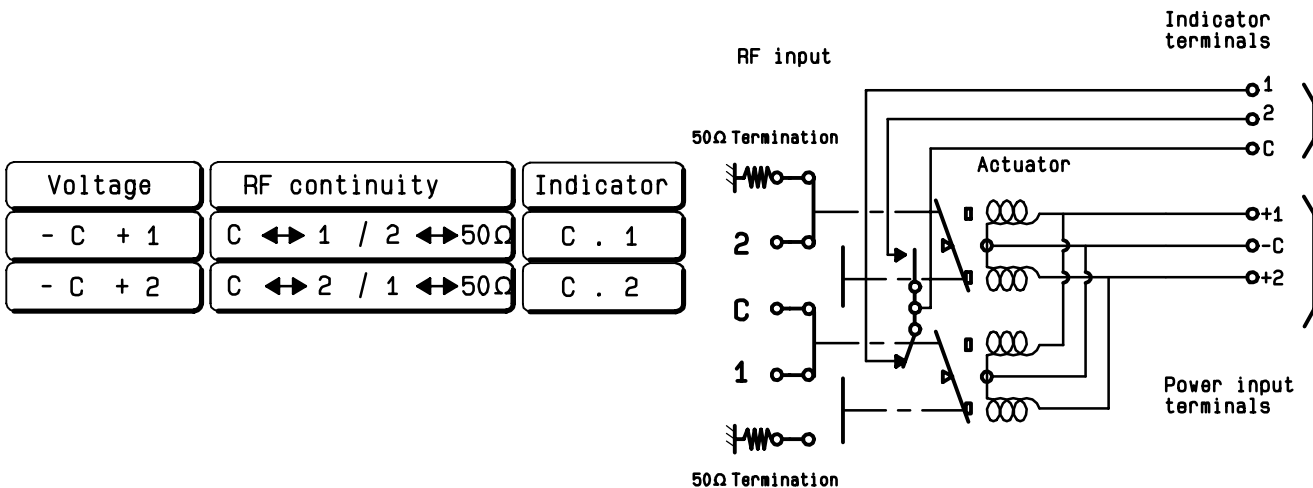 Voltage RF continuity Indicator
- C + 1 C ↔ 1 / 2 ↔ 50Ω C . 1
- C + 2 C ↔ 2 / 1 ↔ 50Ω C . 2
RF input
Indicator
terminals
1
2
C
50Ω Termination
Actuator
2
C
1
50Ω Termination
+1
-C
+2
Power input
terminals